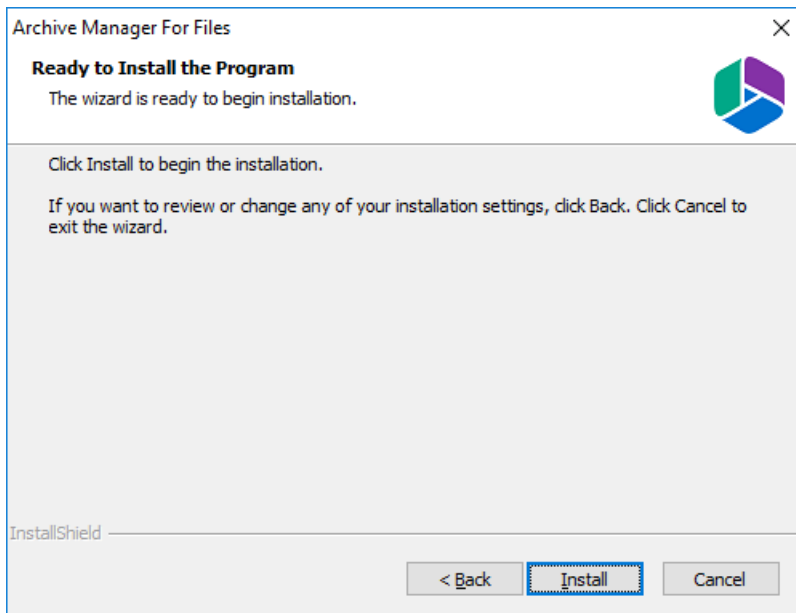 Archive Manager For Files
Ready to Install the Program
The wizard is ready to begin installation.
Click Install to begin the installation.
If you want to review or change any of your installation settings, click Back. Click Cancel to
exit the wizard.
InstallShield
< Back Install Cancel